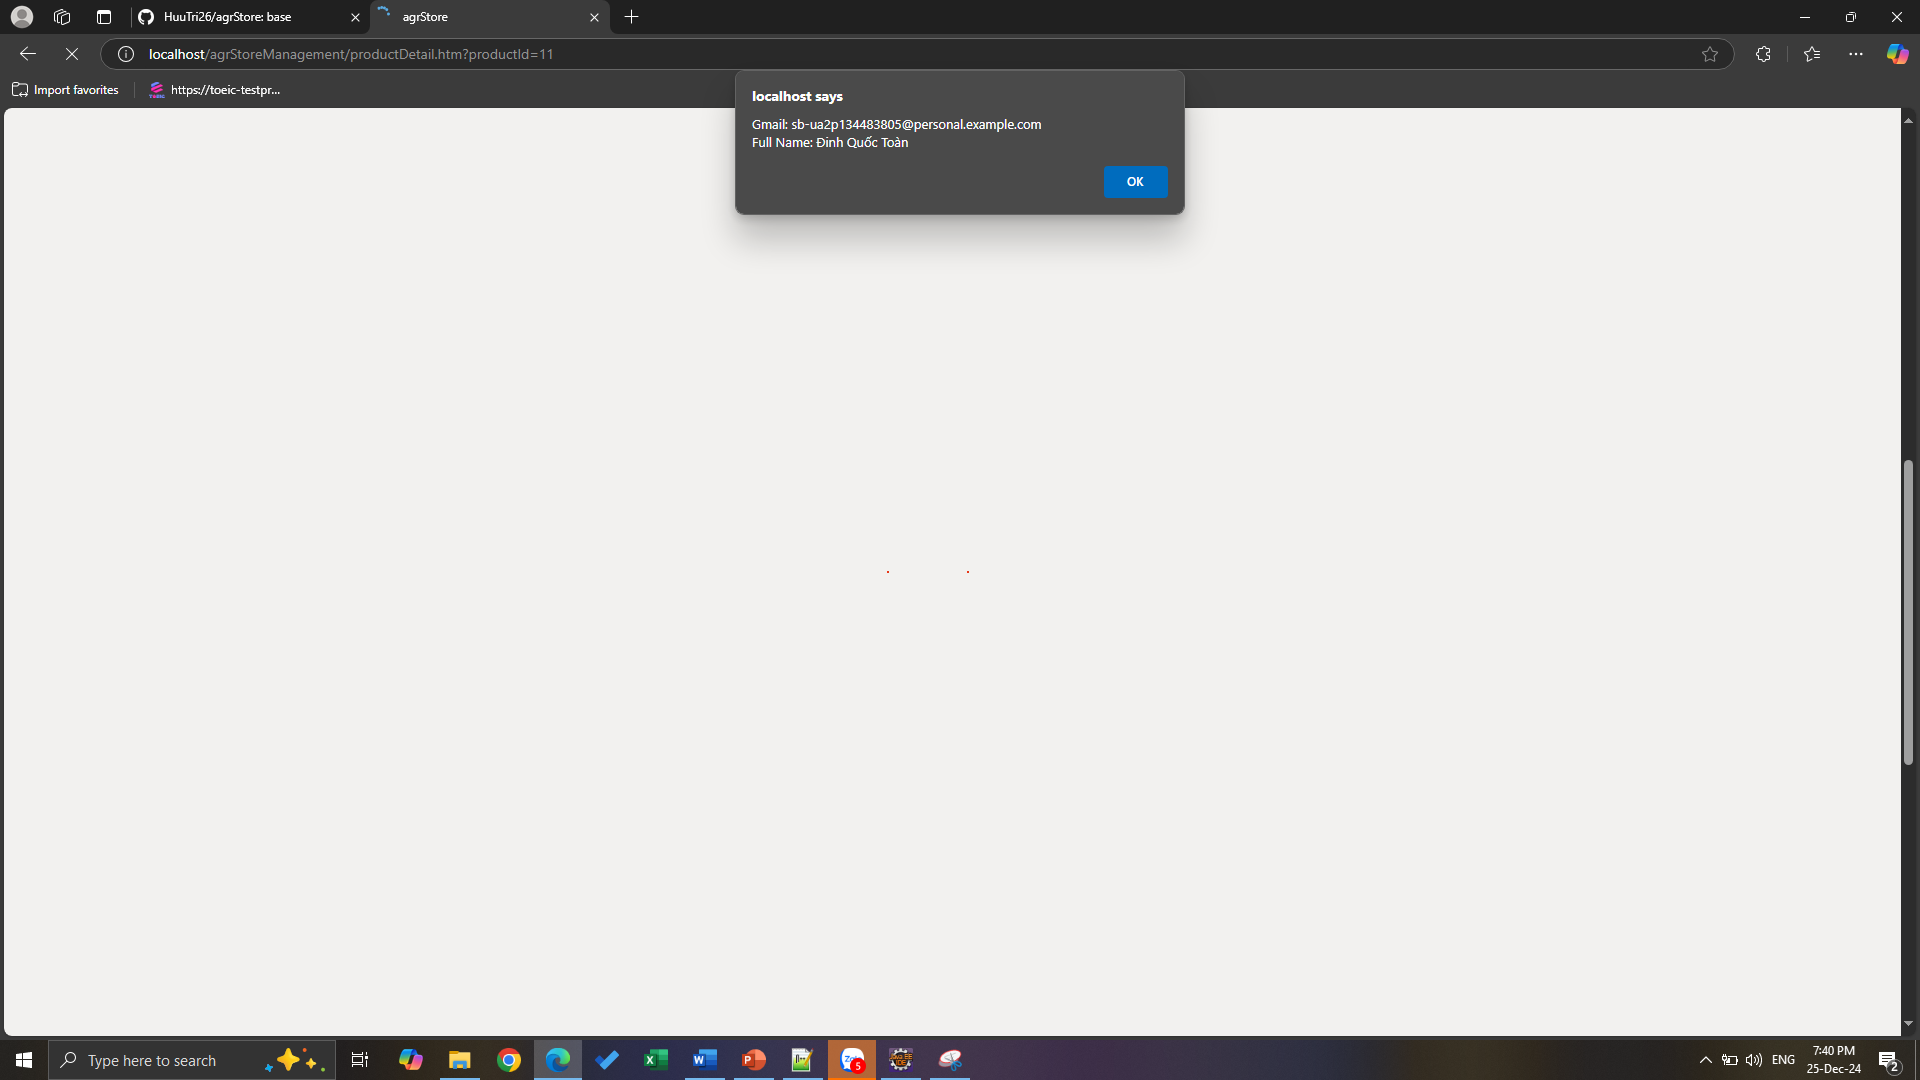 HuuTri26/agrStore: base
agrStore
localhost/agrStoreManagement/productDetail.htm?productId=11
Import favorites
https://toeic-testpr...
localhost says
Gmail: sb-ua2p134483805@personal.example.com
Full Name: Đinh Quốc Toàn
OK
Type here to search
5
ENG
7:40 PM
25-Dec-24
2